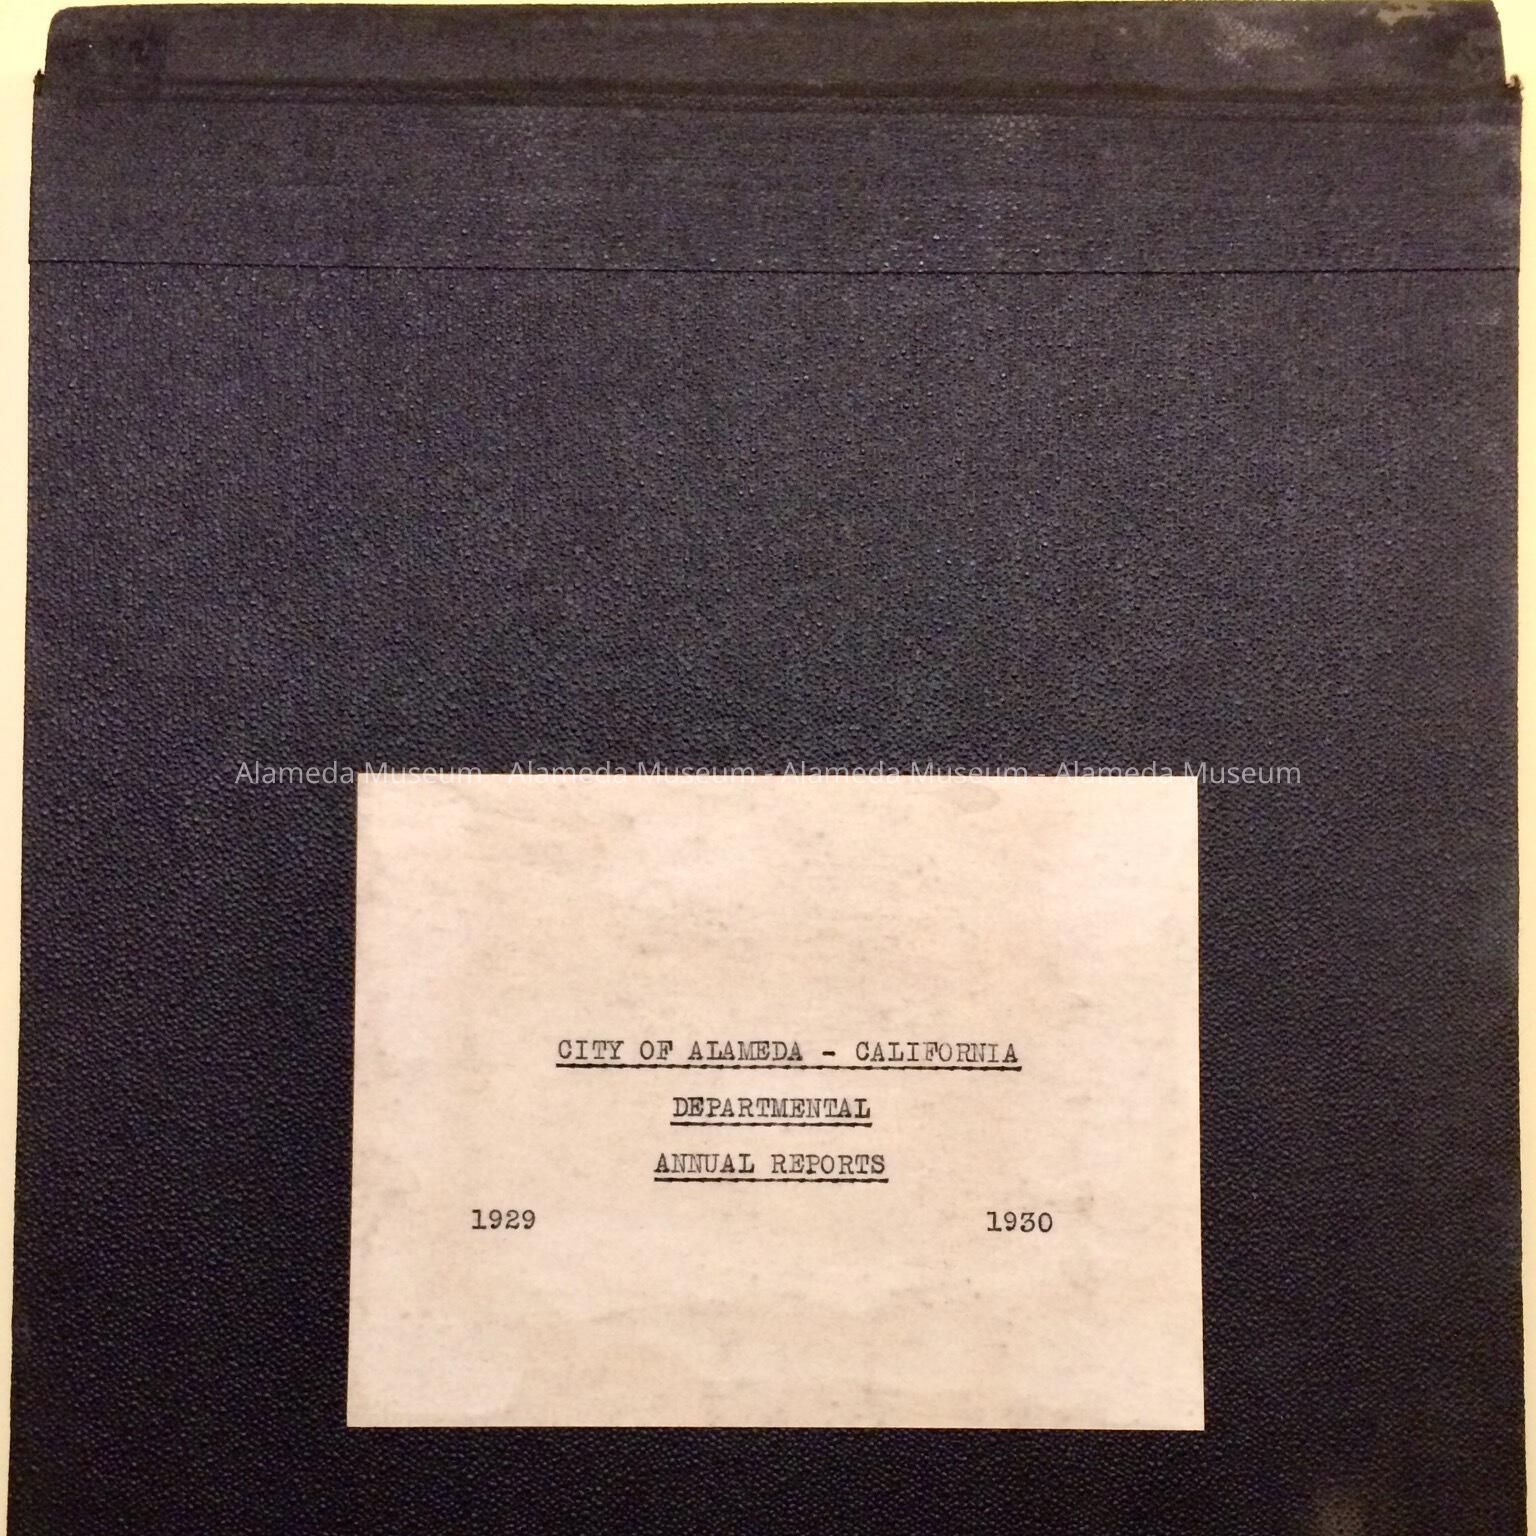 Alameda Museum - Alameda Museum - Alameda Museum - Alameda Museum
CITY OF ALAMEDA - CALIFORNIA
DEPARTMENTAL
ANNUAL REPORTS
1929 1930